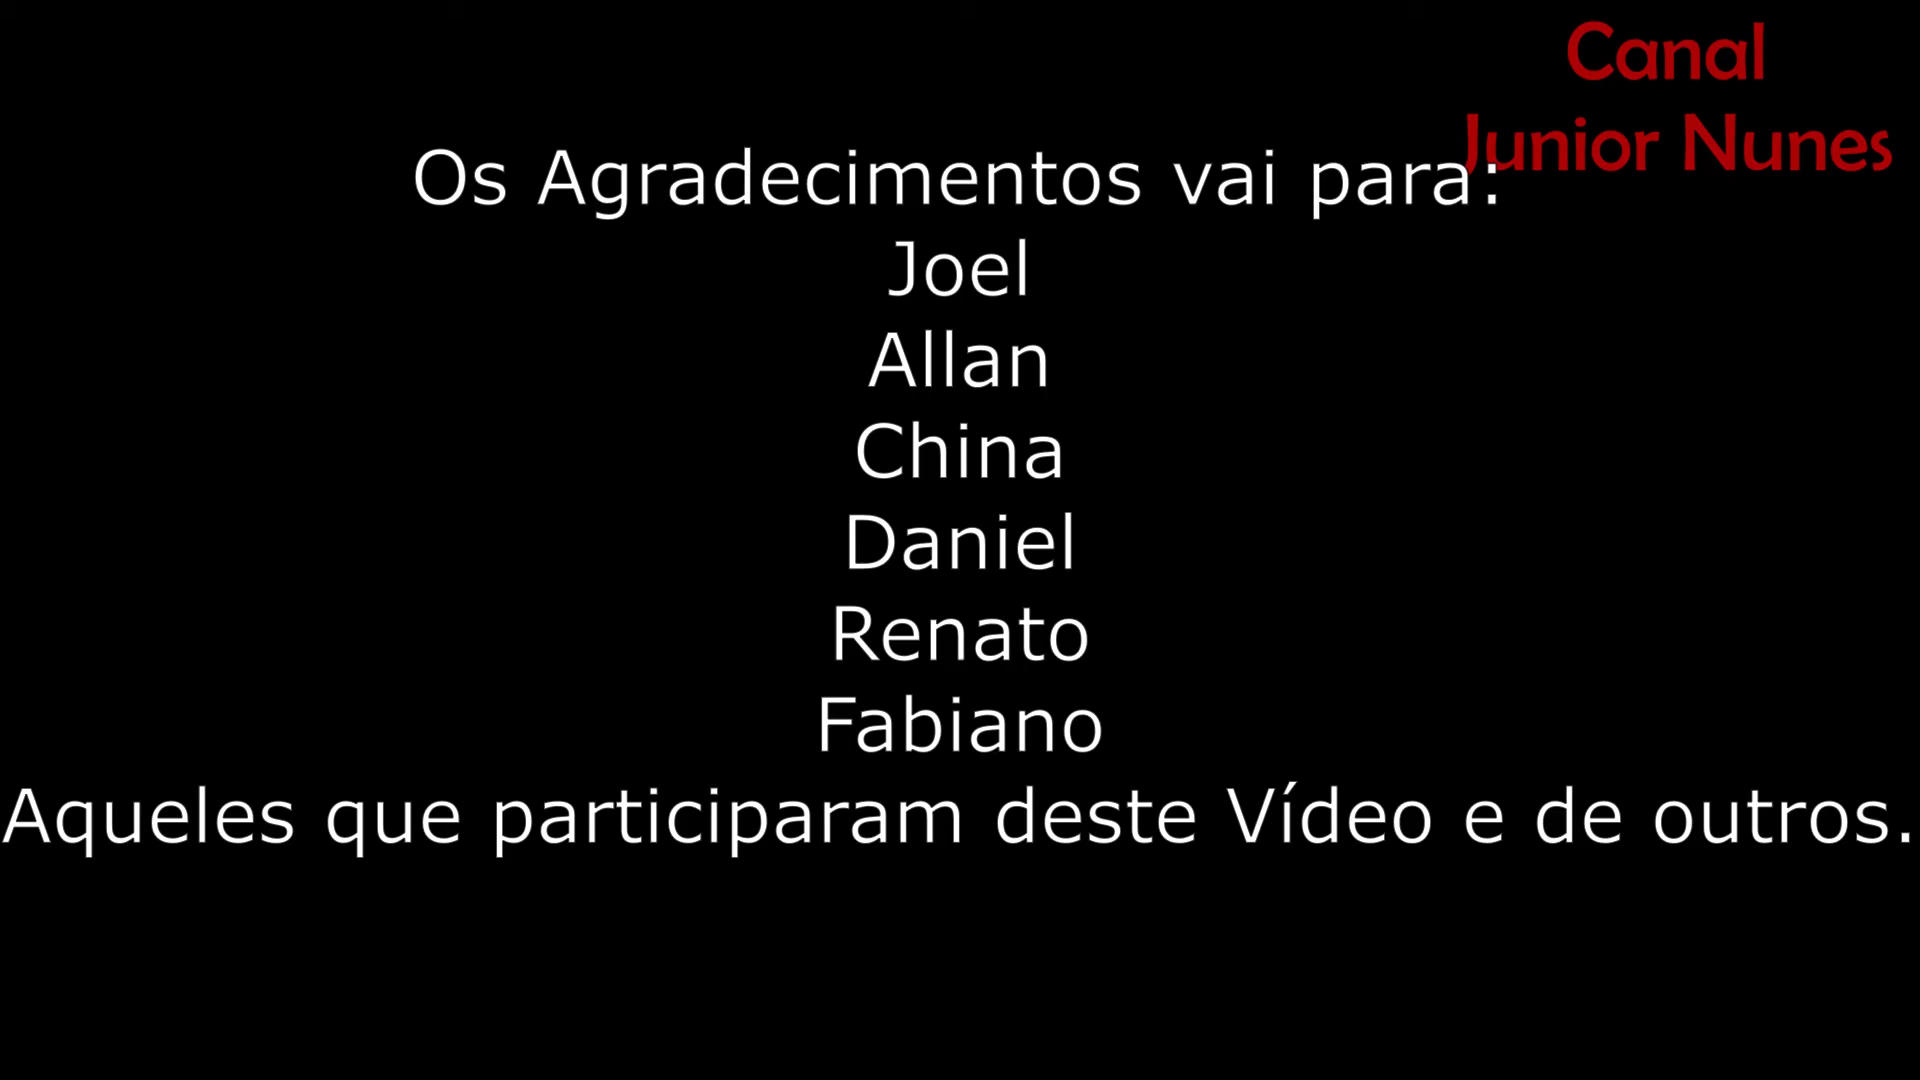 Canal
Junior Nunes
Os Agradecimentos vai para:
Joel
Allan
China
Daniel
Renato
Fabiano
Aqueles que participaram deste Vídeo e de outros.